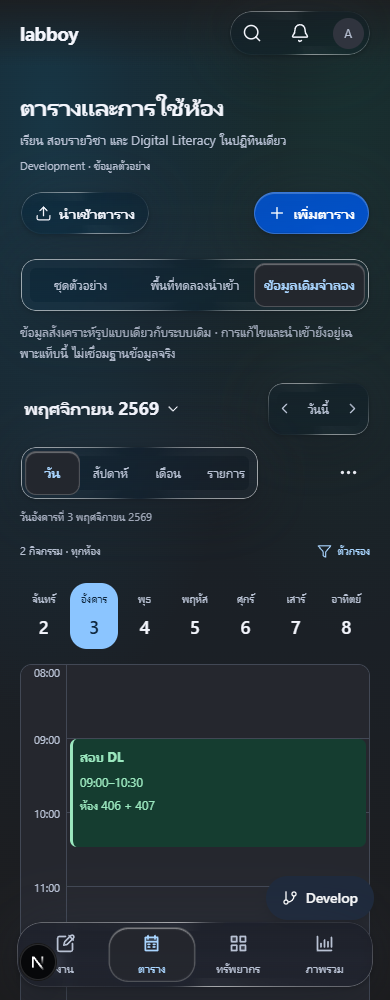 labboy
A
ตารางและการใช้ห้อง
เรียน สอบรายวิชา และ Digital Literacy ในปฏิทินเดียว
Development · ข้อมูลตัวอย่าง
นำเข้าตาราง
เพิ่มตาราง
ชุดตัวอย่าง พื้นที่ทดลองนำเข้า ข้อมูลเดิมจำลอง
ข้อมูลสังเคราะห์รูปแบบเดียวกับระบบเดิม · การแก้ไขและนำเข้ายังอยู่เฉ
พาะแท็บนี้ ไม่เชื่อมฐานข้อมูลจริง
พฤศจิกายน 2569
วันนี้
วัน สัปดาห์ เดือน รายการ
วันอังคารที่ 3 พฤศจิกายน 2569
2 กิจกรรม · ทุกห้อง
ตัวกรอง
จันทร์ อังคาร พุธ พฤหัส ศุกร์ เสาร์ อาทิตย์
2 3 4 5 6 7 8
08:00
09:00
สอบ DL
09:00–10:30
ห้อง 406 + 407
10:00
11:00
Develop
N
งาน ตาราง ทรัพยากร ภาพรวม